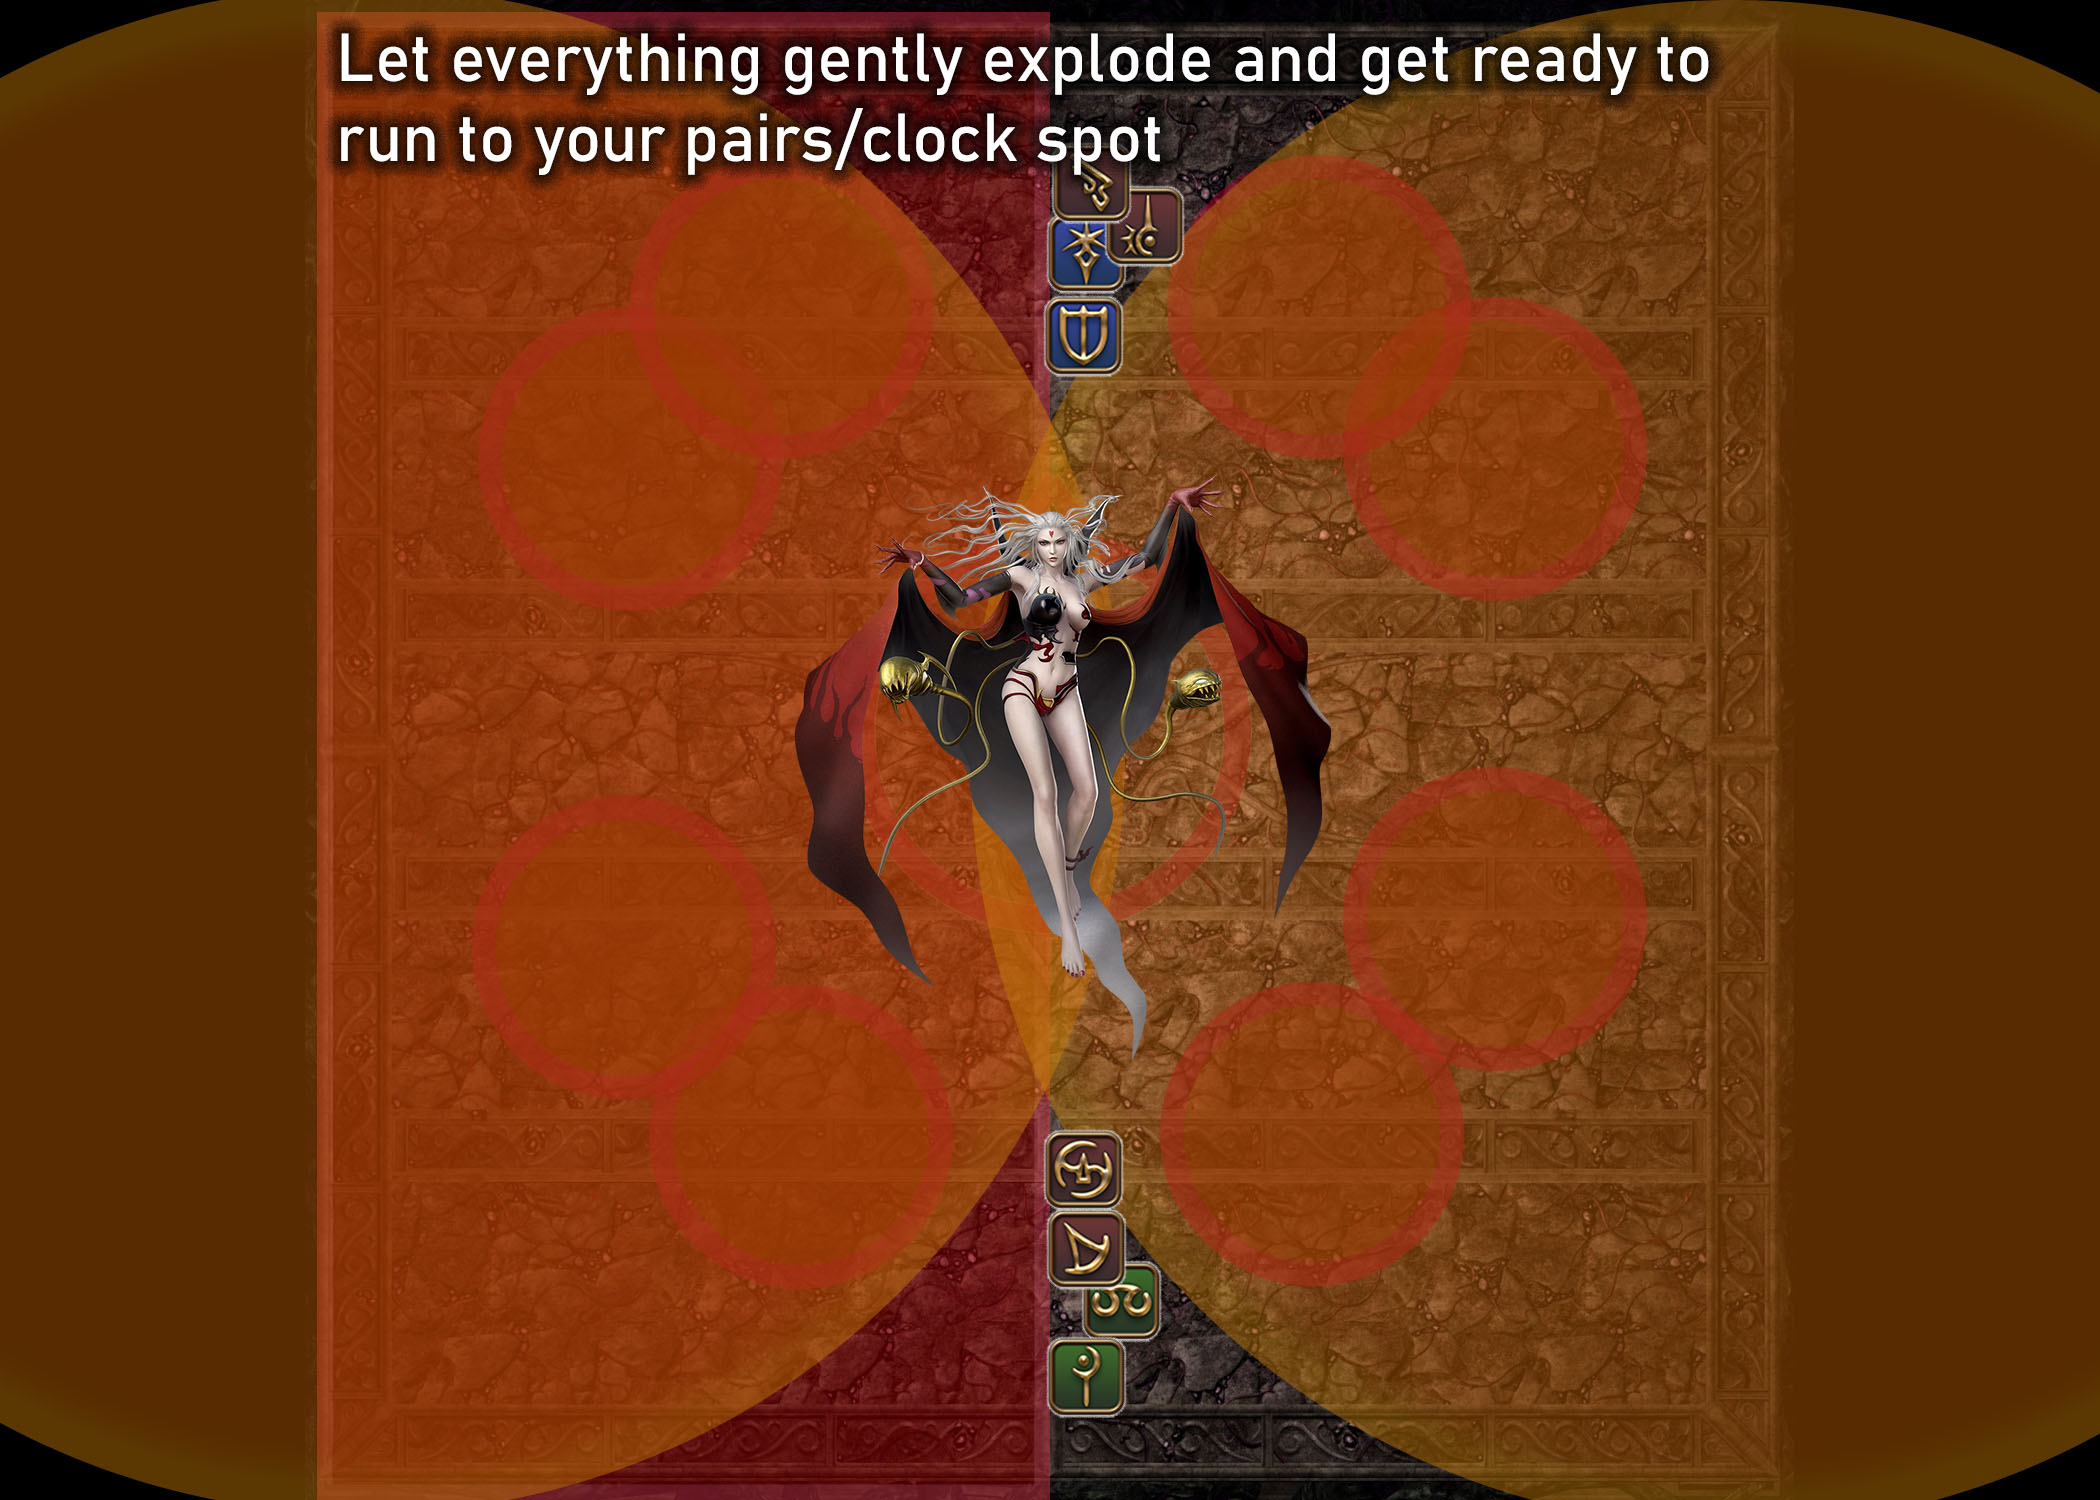 Let everything gently explode and get ready to
run to your pairs/clock spot